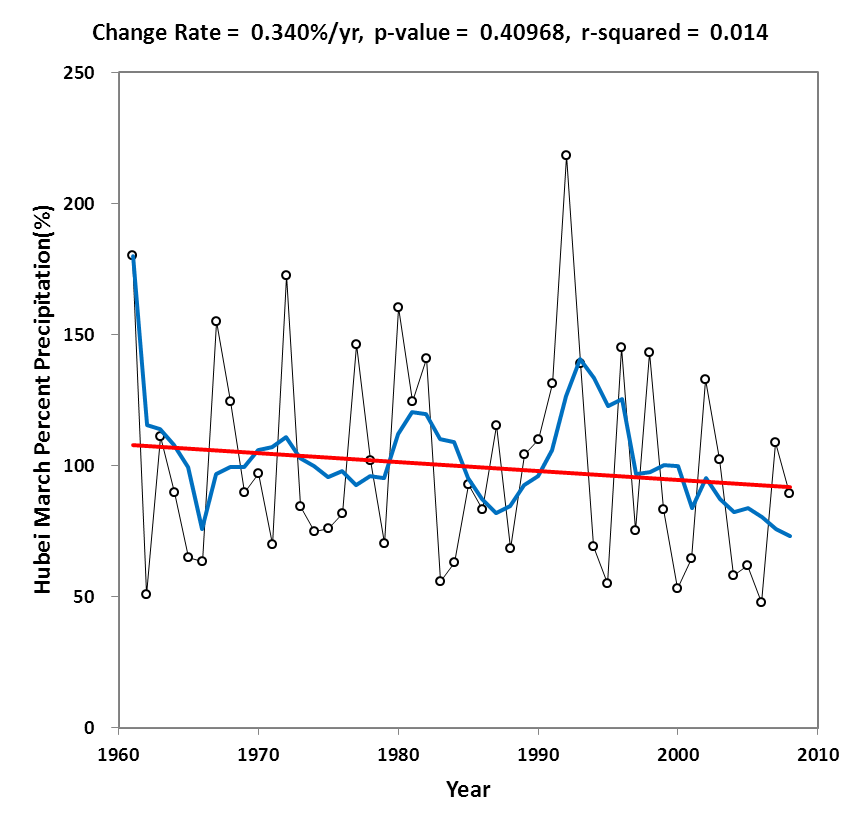 Change Rate = 0.340%/yr, p-value = 0.40968, r-squared = 0.014
250
200
150
100
50
0
Hubei March Percent Precipitation(%)
1960 1970 1980 1990 2000 2010
Year